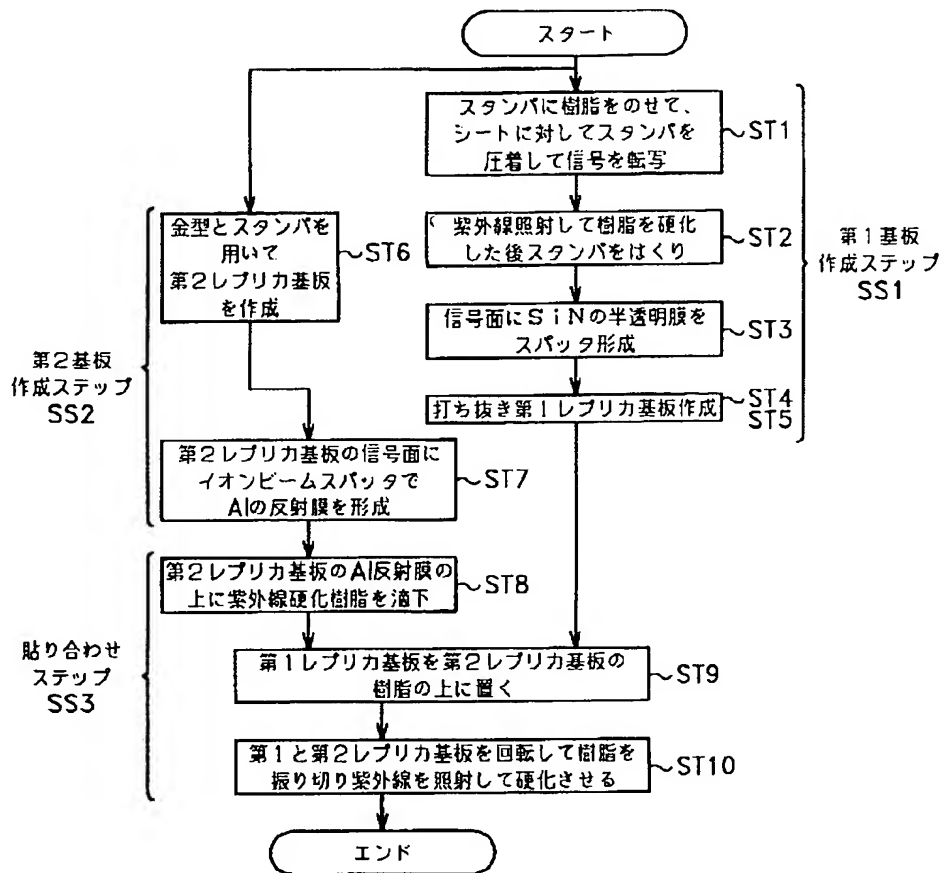 スタート
スタンパに樹脂をのせて、
シートに対してスタンパを
圧着して信号を転写
ST1
紫外線照射して樹脂を硬化
した後スタンパをはくり
ST2
信号面にSiNの半透明膜を
スパッタ形成
ST3
打ち抜き第1レプリカ基板作成
ST4
ST5
第1基板
作成ステップ
SS1
金型とスタンパを
用いて
第2レプリカ基板
を作成
ST6
第2基板
作成ステップ
SS2
第2レプリカ基板の信号面に
イオンビームスパッタで
Alの反射膜を形成
ST7
第2レプリカ基板のAl反射膜の
上に紫外線硬化樹脂を滴下
ST8
貼り合わせ
ステップ
SS3
第1レプリカ基板を第2レプリカ基板の
樹脂の上に置く
ST9
第1と第2レプリカ基板を回転して樹脂を
振り切り紫外線を照射して硬化させる
ST10
エンド